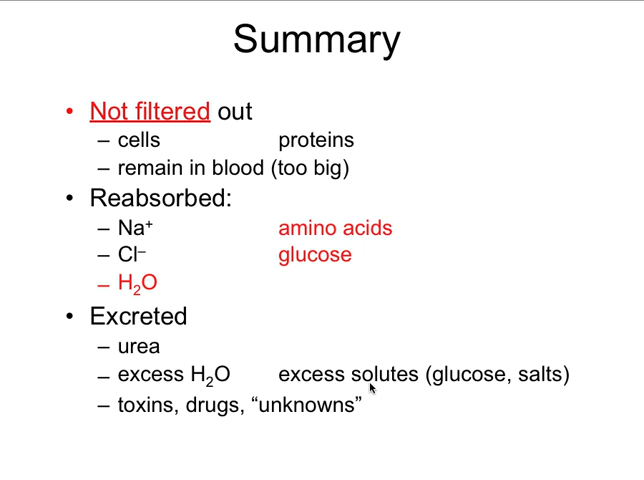 Summary
• Not filtered out
– cells proteins
– remain in blood (too big)
• Reabsorbed:
– Na⁺ amino acids
– Cl⁻ glucose
– H₂O
• Excreted
– urea
– excess H₂O excess solutes (glucose, salts)
– toxins, drugs, “unknowns”